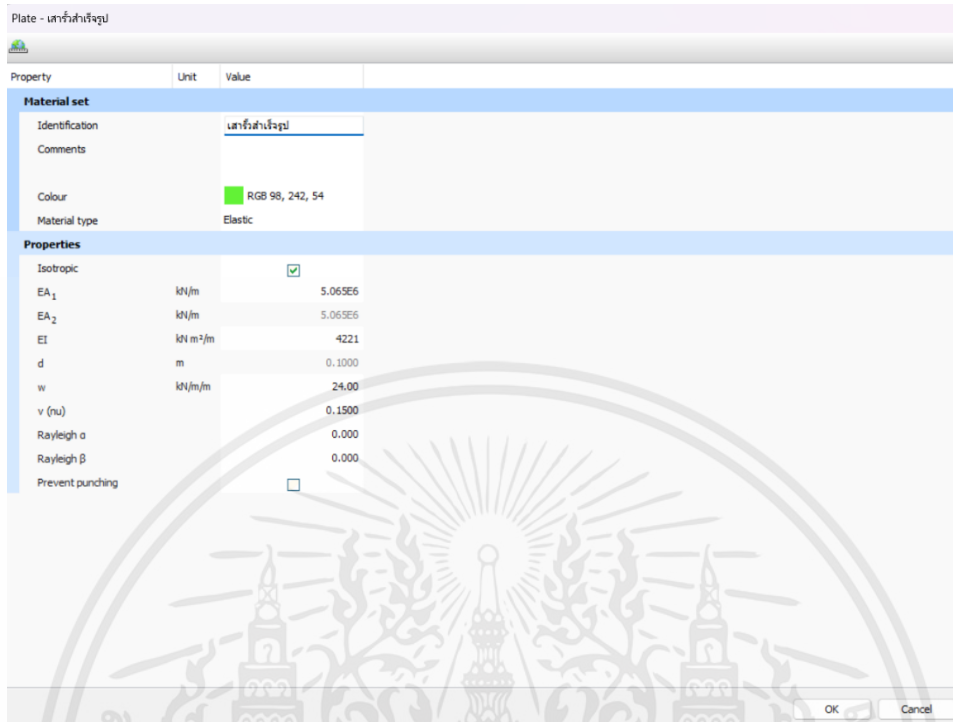 Plate - เสารั้วสำเร็จรูป
Property Unit Value
Material set
Identification เสารั้วสำเร็จรูป
Comments
Colour RGB 98, 242, 54
Material type Elastic
Properties
Isotropic
EA₁ kN/m 5.065E6
EA₂ kN/m 5.065E6
EI kN m²/m 4221
d m 0.1000
w kN/m/m 24.00
ν (nu) 0.1500
Rayleigh α 0.000
Rayleigh β 0.000
Prevent punching
OK Cancel